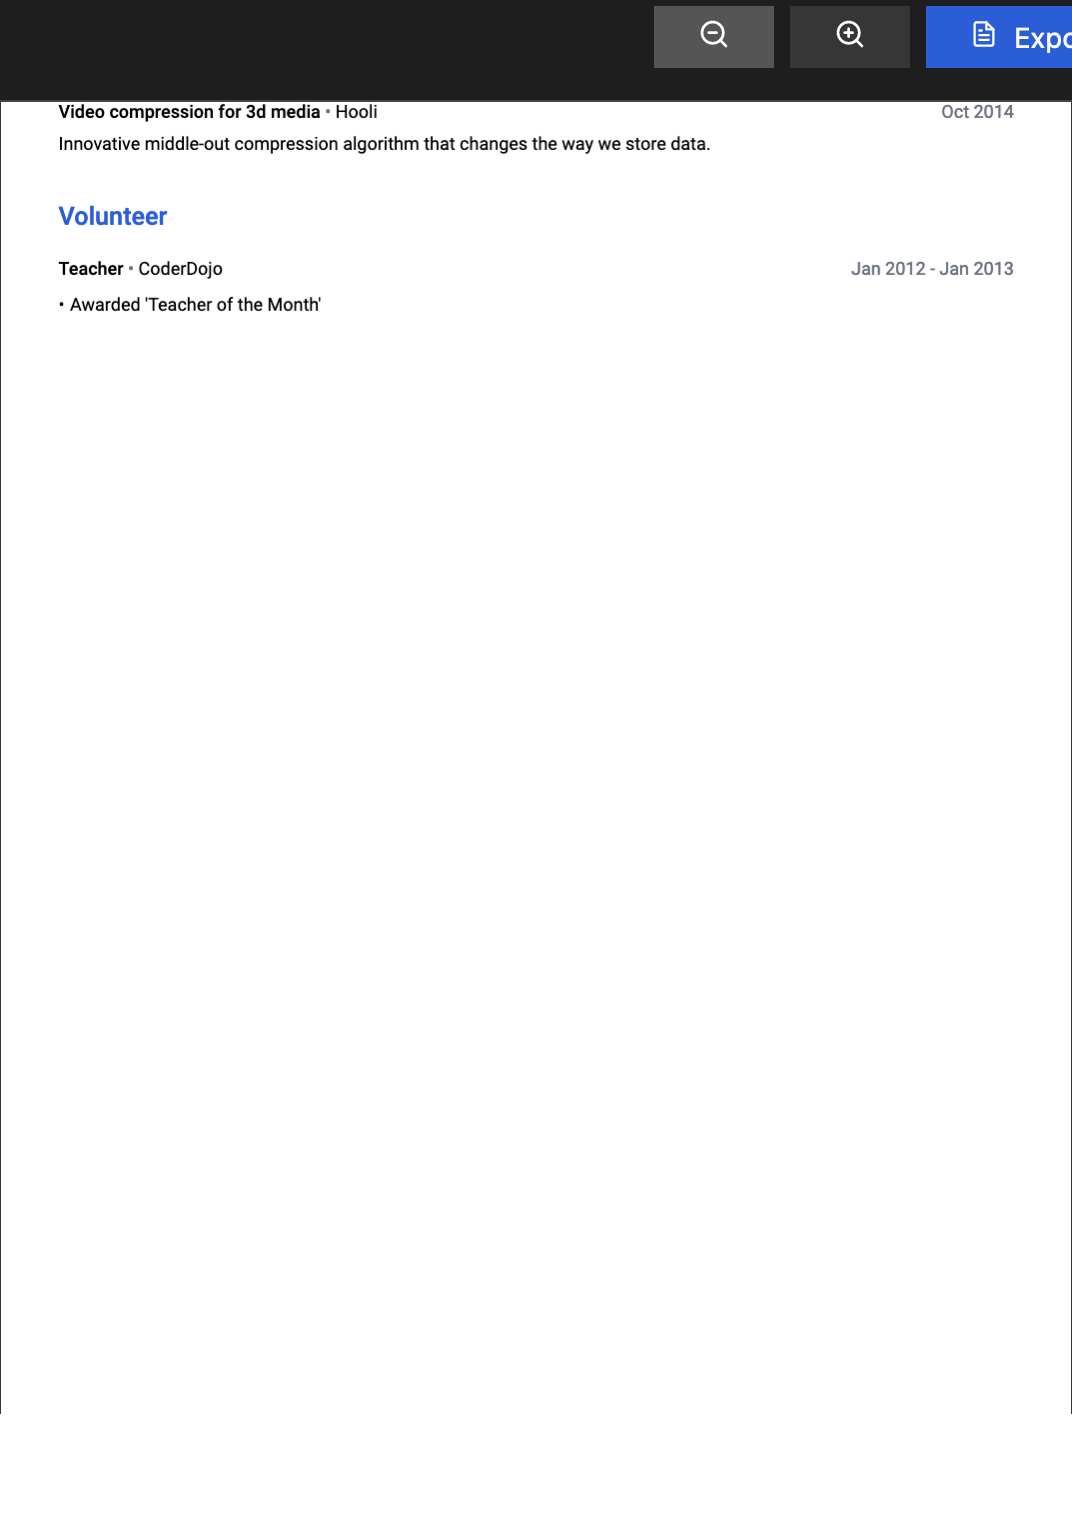 Expo
Video compression for 3d media • Hooli Oct 2014
Innovative middle-out compression algorithm that changes the way we store data.
Volunteer
Teacher • CoderDojo Jan 2012 - Jan 2013
• Awarded 'Teacher of the Month'